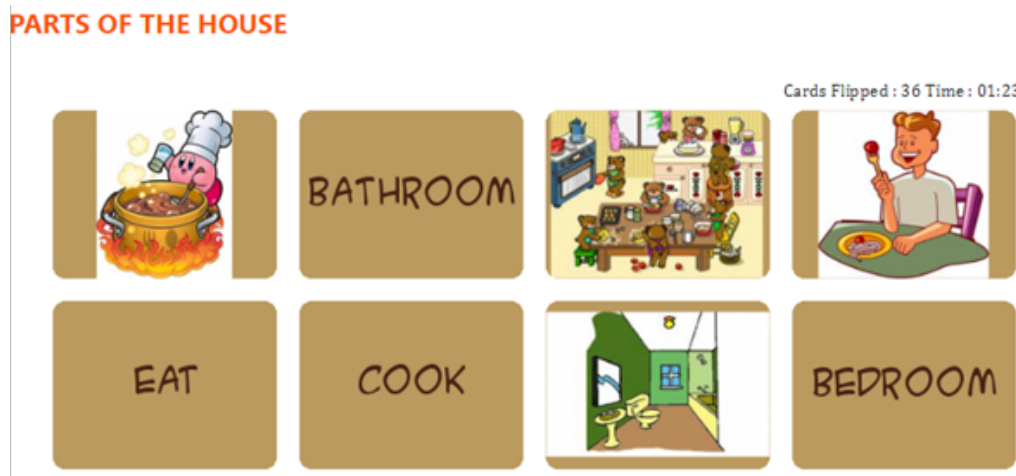 PARTS OF THE HOUSE
Cards Flipped : 36 Time : 01:23
BATHROOM
EAT
COOK
BEDROOM